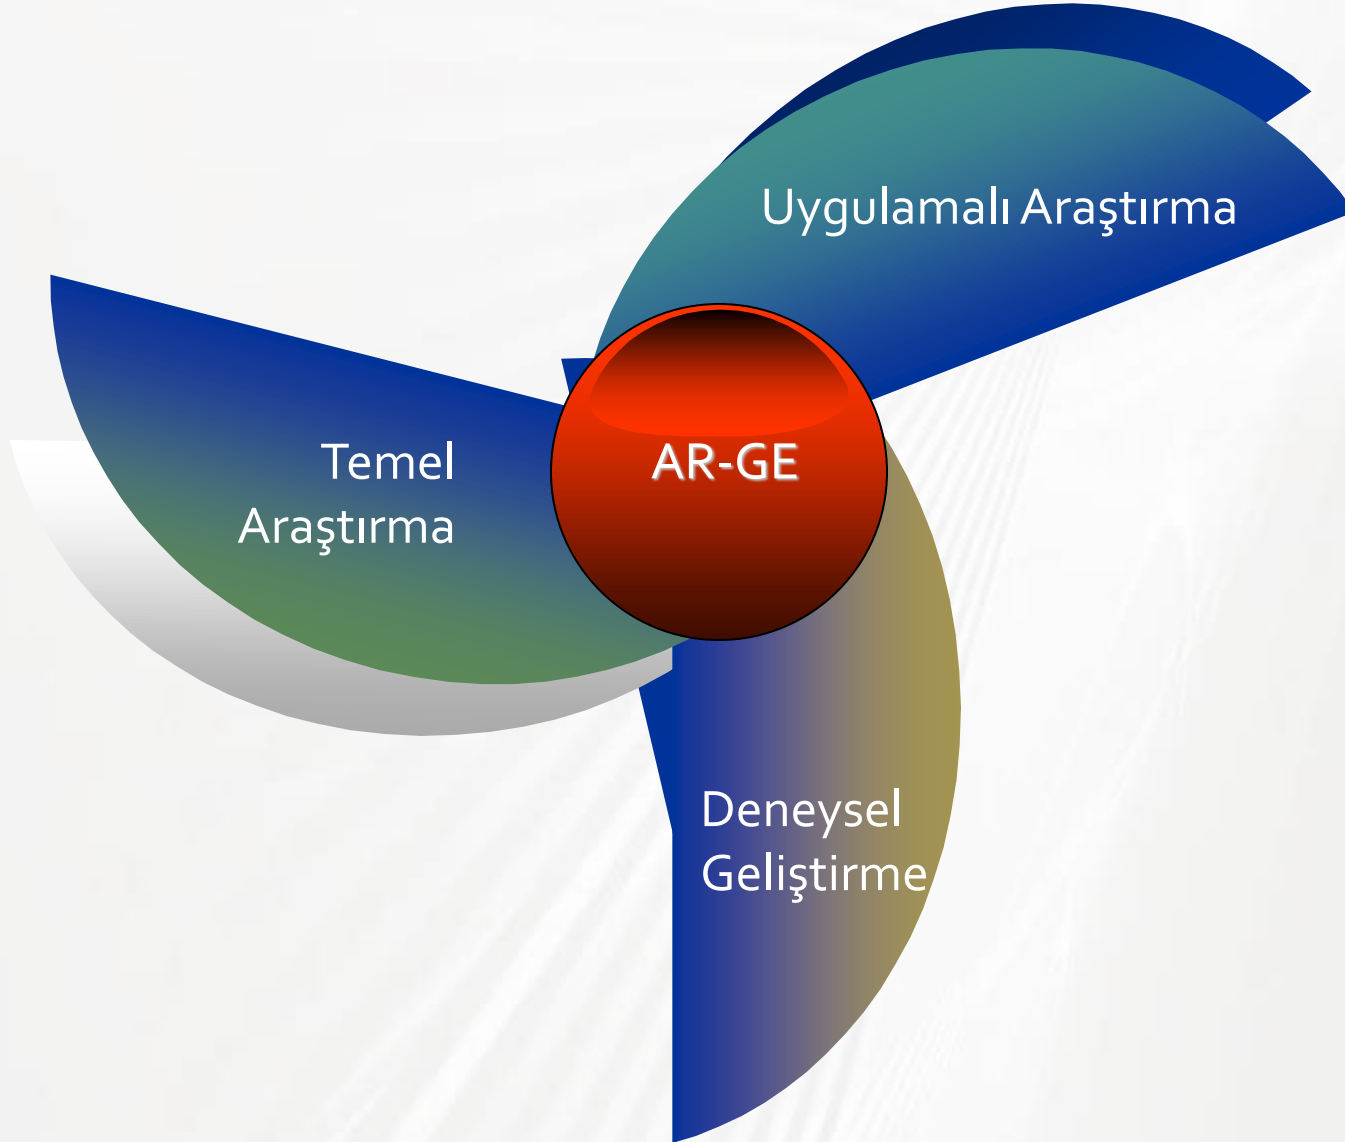 Uygulamalı Araştırma
Temel
Araştırma
AR-GE
Deneysel
Geliştirme